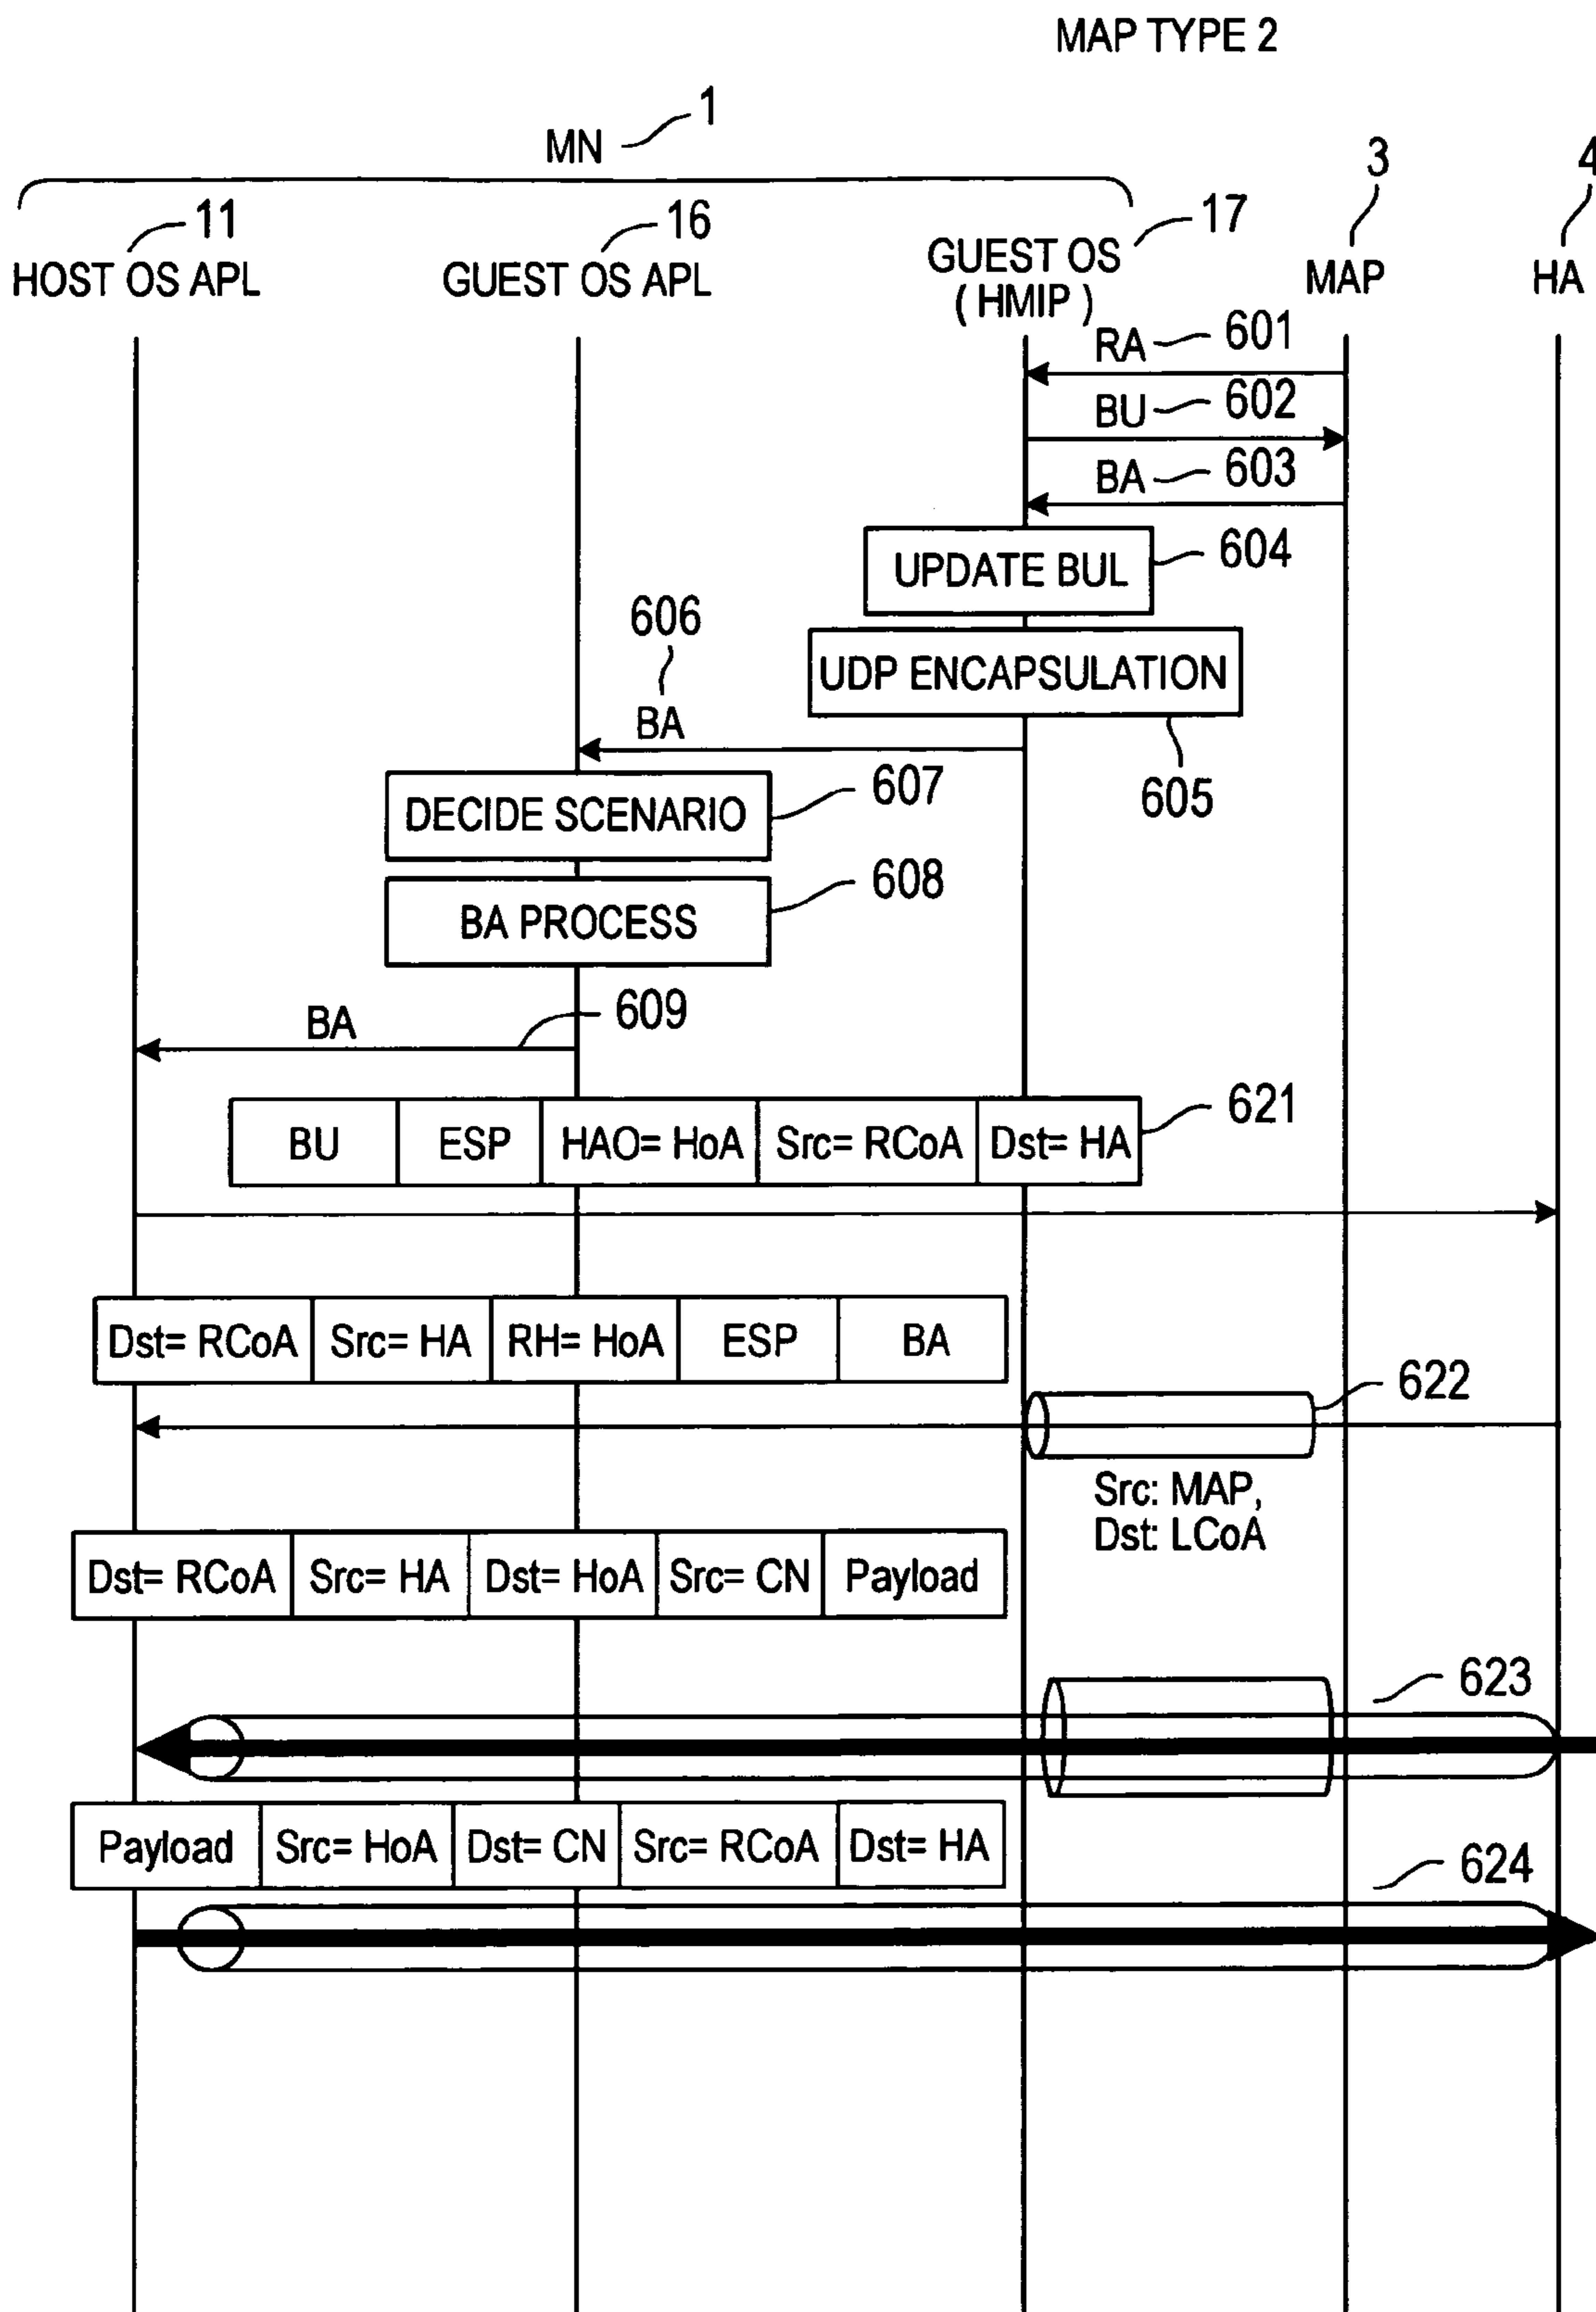 MAP TYPE 2
1
MN
3
4
11
16
17
HOST OS APL
GUEST OS APL
GUEST OS
( HMIP )
MAP
HA
RA
601
BU
602
BA
603
UPDATE BUL
604
606
UDP ENCAPSULATION
BA
605
DECIDE SCENARIO
607
BA PROCESS
608
BA
609
BU ESP HAO= HoA Src= RCoA Dst= HA
621
Dst= RCoA Src= HA RH= HoA ESP BA
622
Src: MAP,
Dst: LCoA
Dst= RCoA Src= HA Dst= HoA Src= CN Payload
623
Payload Src= HoA Dst= CN Src= RCoA Dst= HA
624